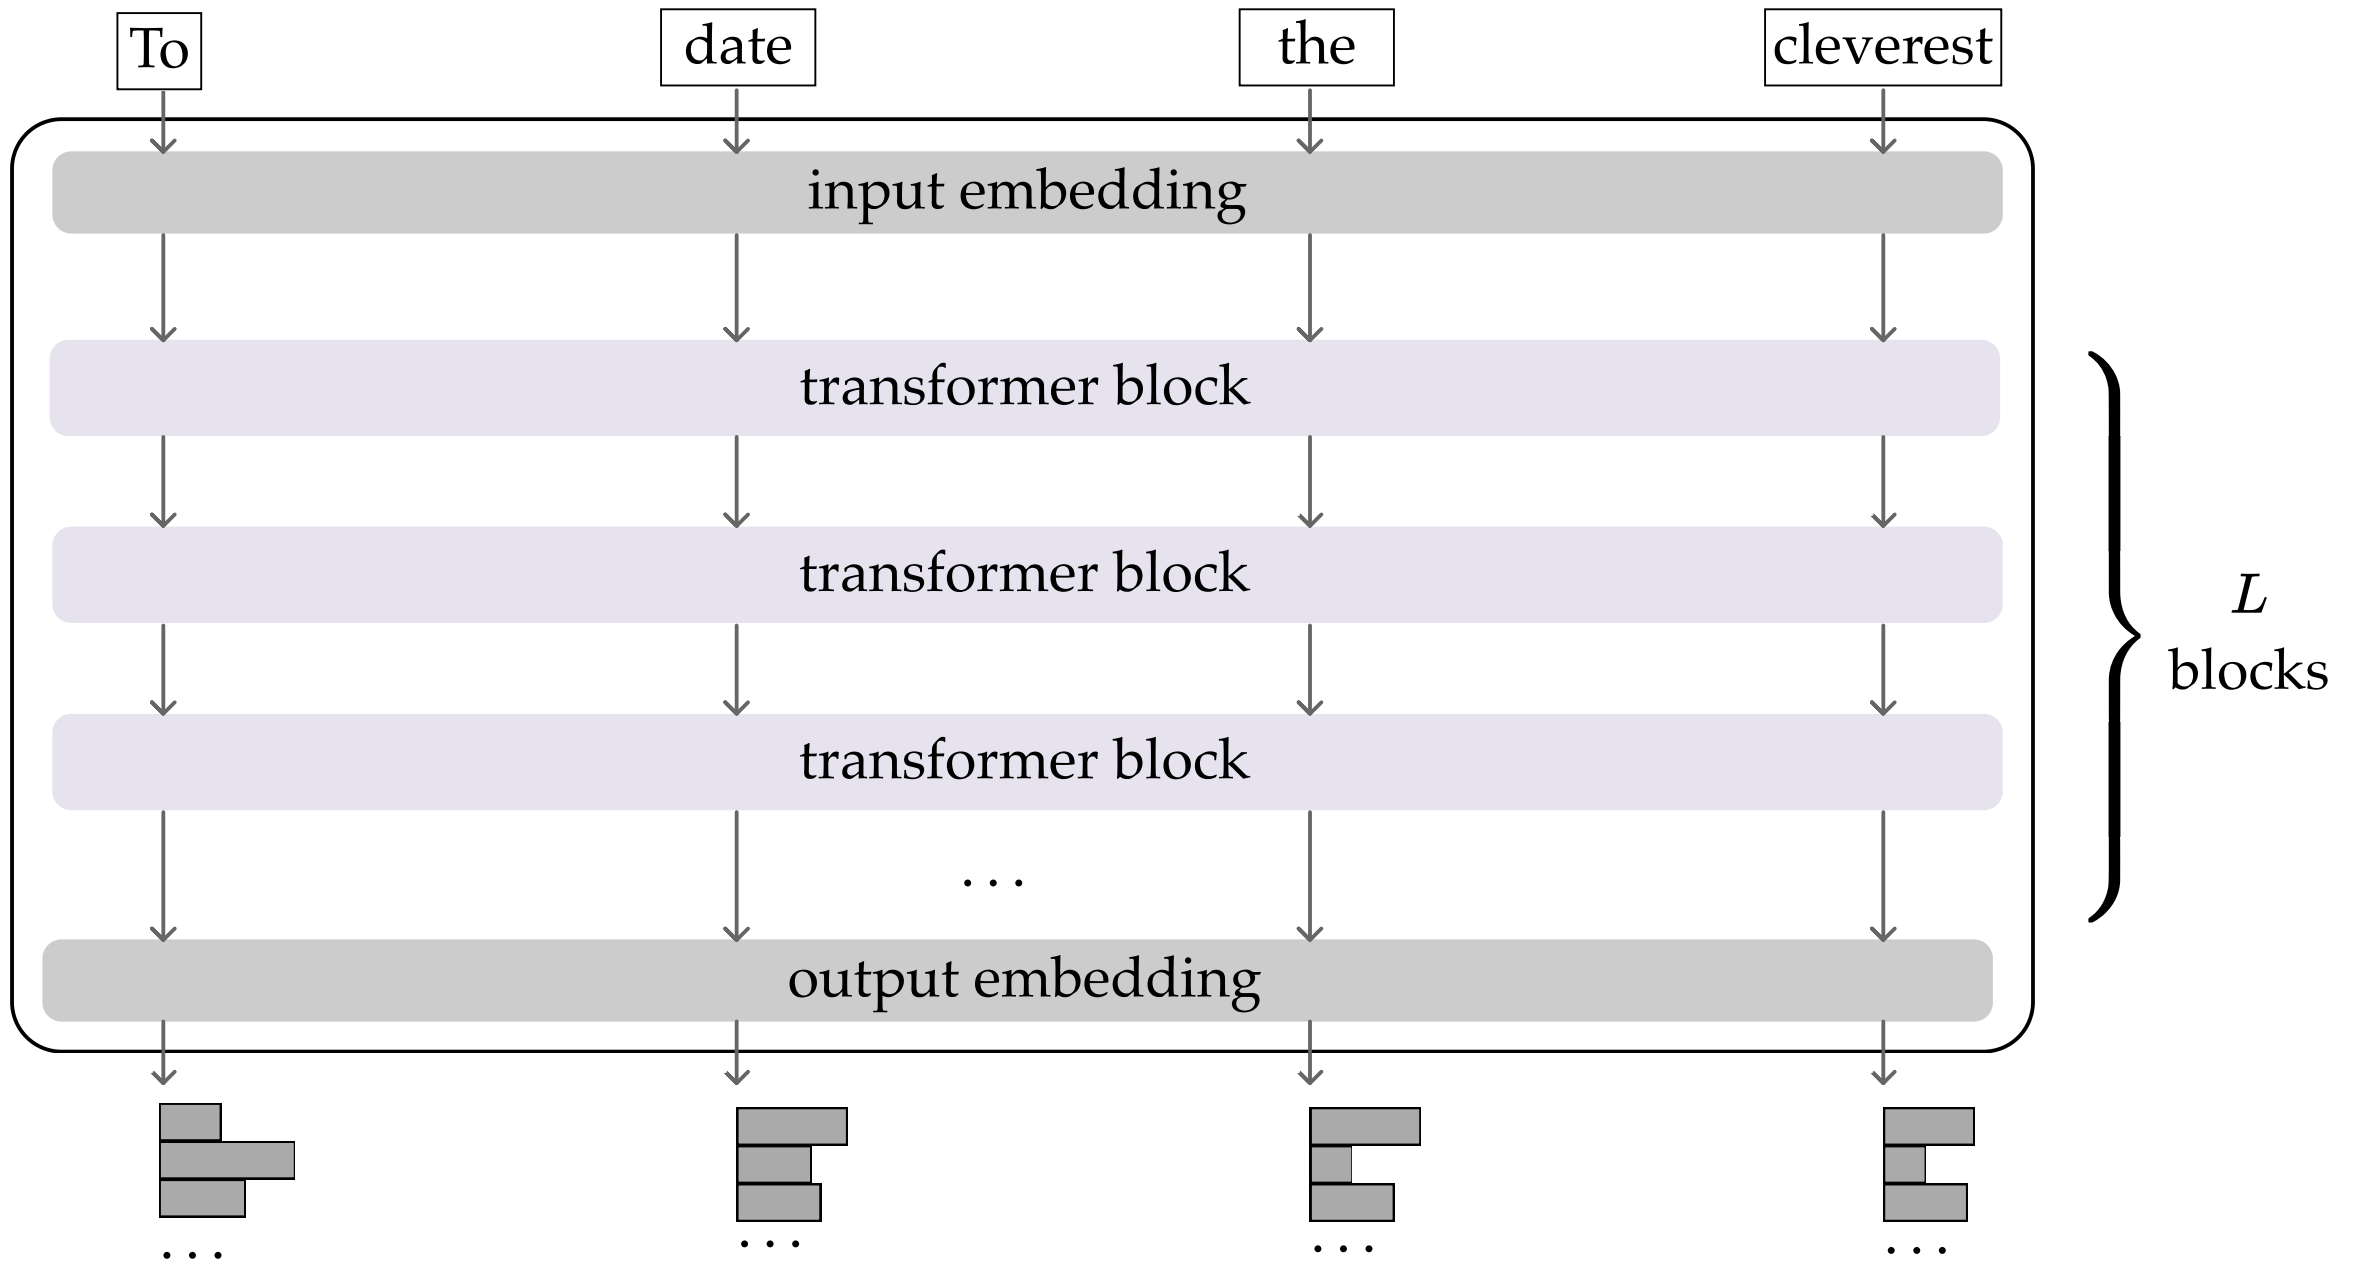 To date the cleverest
input embedding
transformer block
transformer block
L
blocks
transformer block
...
output embedding
... ... ... ...